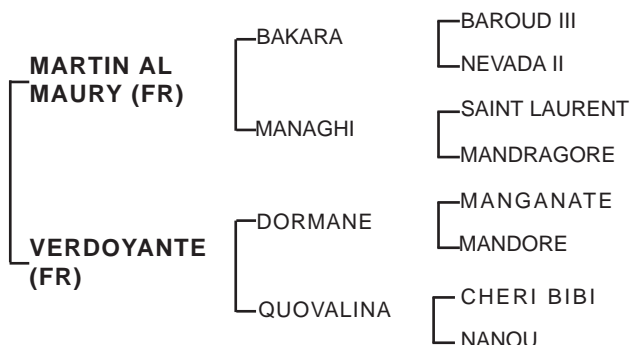 BAROUD III
BAKARA
MARTIN AL
MAURY (FR)
NEVADA II
SAINT LAURENT
MANAGHI
MANDRAGORE
MANGANATE
DORMANE
VERDOYANTE
(FR)
MANDORE
CHERI BIBI
QUOVALINA
NANOU